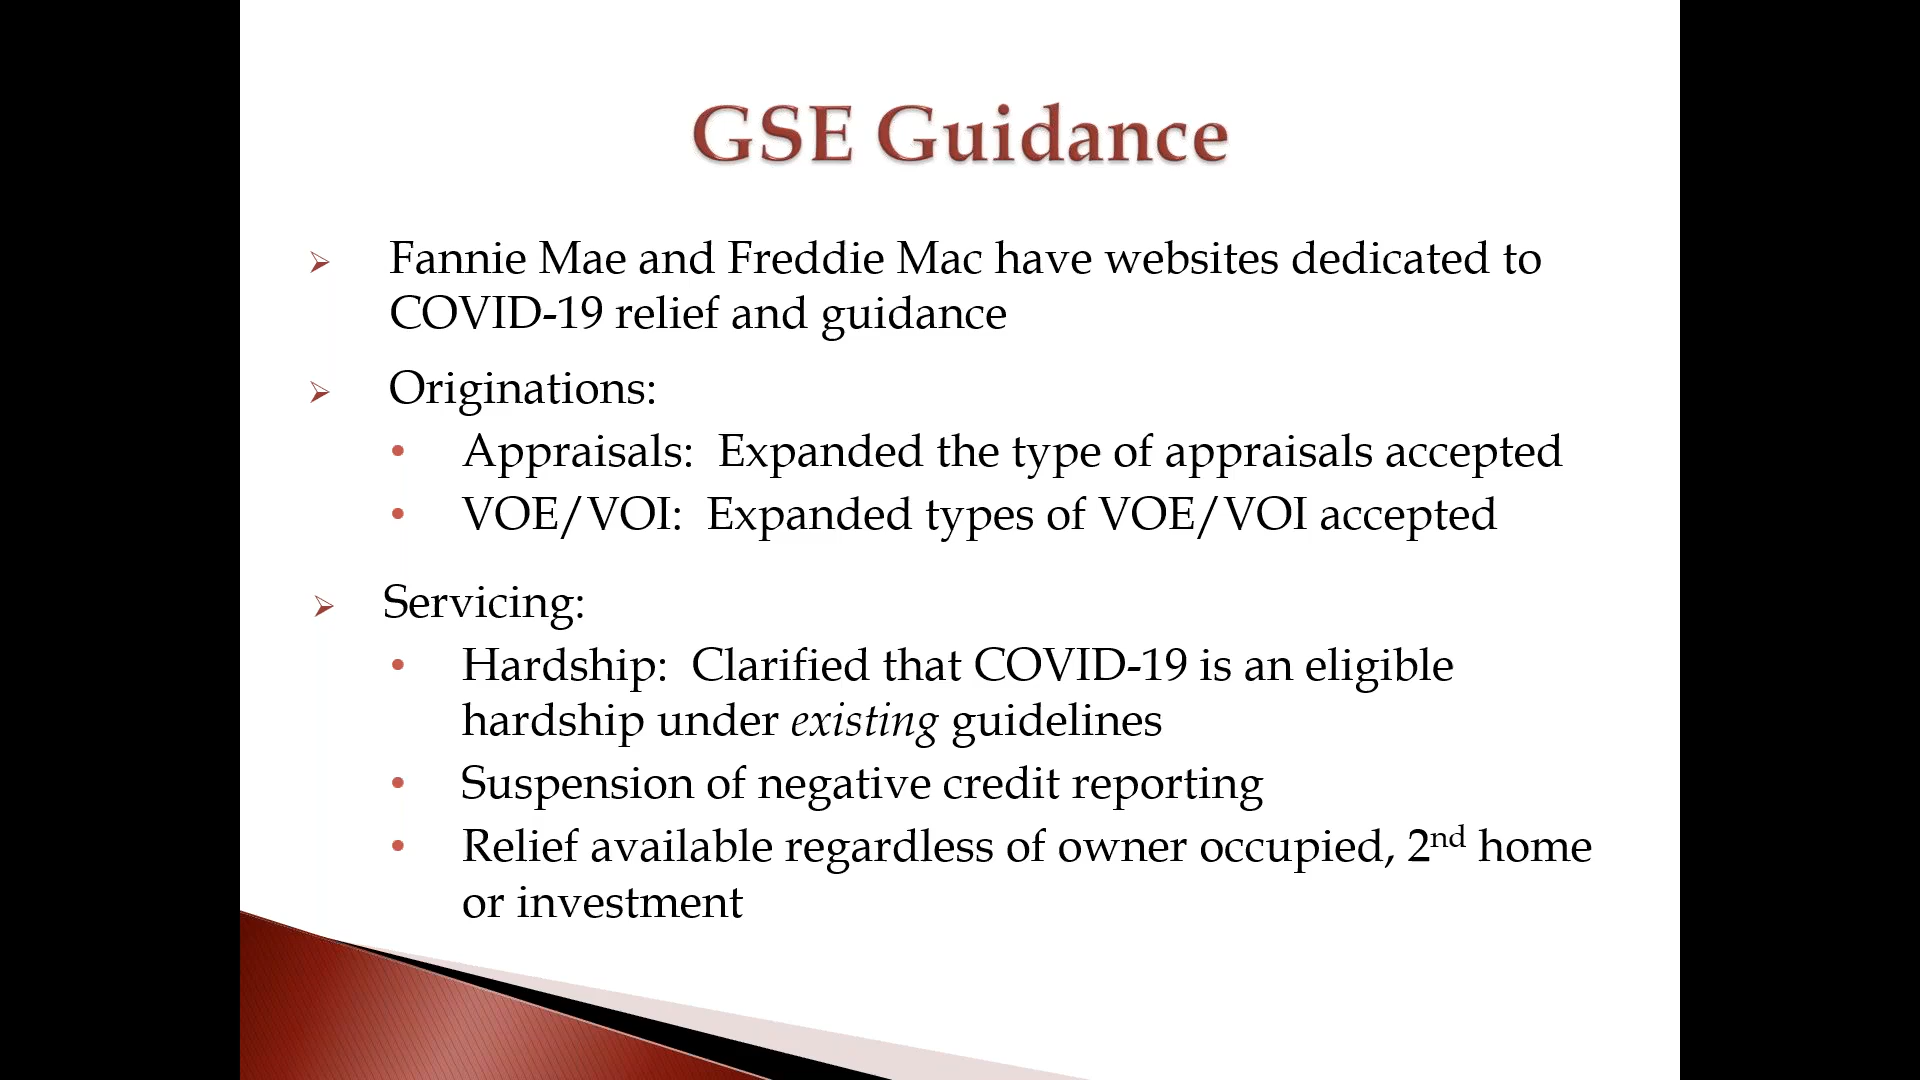 GSE Guidance
Fannie Mae and Freddie Mac have websites dedicated to
COVID-19 relief and guidance
Originations:
Appraisals:  Expanded the type of appraisals accepted
VOE/VOI:  Expanded types of VOE/VOI accepted
Servicing:
Hardship:  Clarified that COVID-19 is an eligible
hardship under existing guidelines
Suspension of negative credit reporting
Relief available regardless of owner occupied, 2nd home
or investment